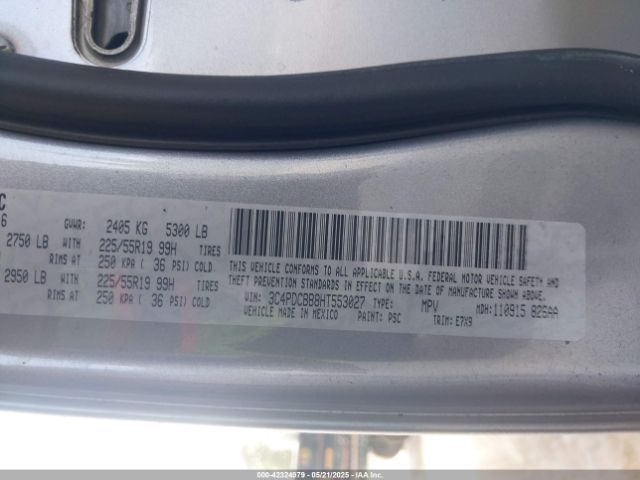 C
6
GVWR: 2405 KG 5300 LB
2750 LB WITH 225/55R19 99H TIRES
RIMS AT 250 KPA ( 36 PSI) COLD
2950 LB WITH 225/55R19 99H TIRES
RIMS AT 250 KPA ( 36 PSI) COLD
THIS VEHICLE CONFORMS TO ALL APPLICABLE U.S.A. FEDERAL MOTOR VEHICLE SAFETY AND
THEFT PREVENTION STANDARDS IN EFFECT ON THE DATE OF MANUFACTURE SHOWN ABOVE.
VIN: 3C4PDCBB8HT553027 TYPE: MPV MDH: 110915 825AA
VEHICLE MADE IN MEXICO PAINT: PSC TRIM: E7X9
000-42324979 - 05/21/2025 - IAAI.com